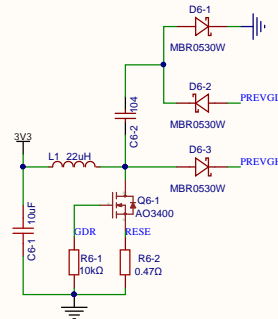 D6-1
MBR0530W
D6-2
PREVGL
MBR0530W
104
C6-2
3V3
L1 22uH
D6-3
PREVGH
MBR0530W
Q6-1
AO3400
10uF
C6-1
GDR
RESE
R6-1
10kΩ
R6-2
0.47Ω